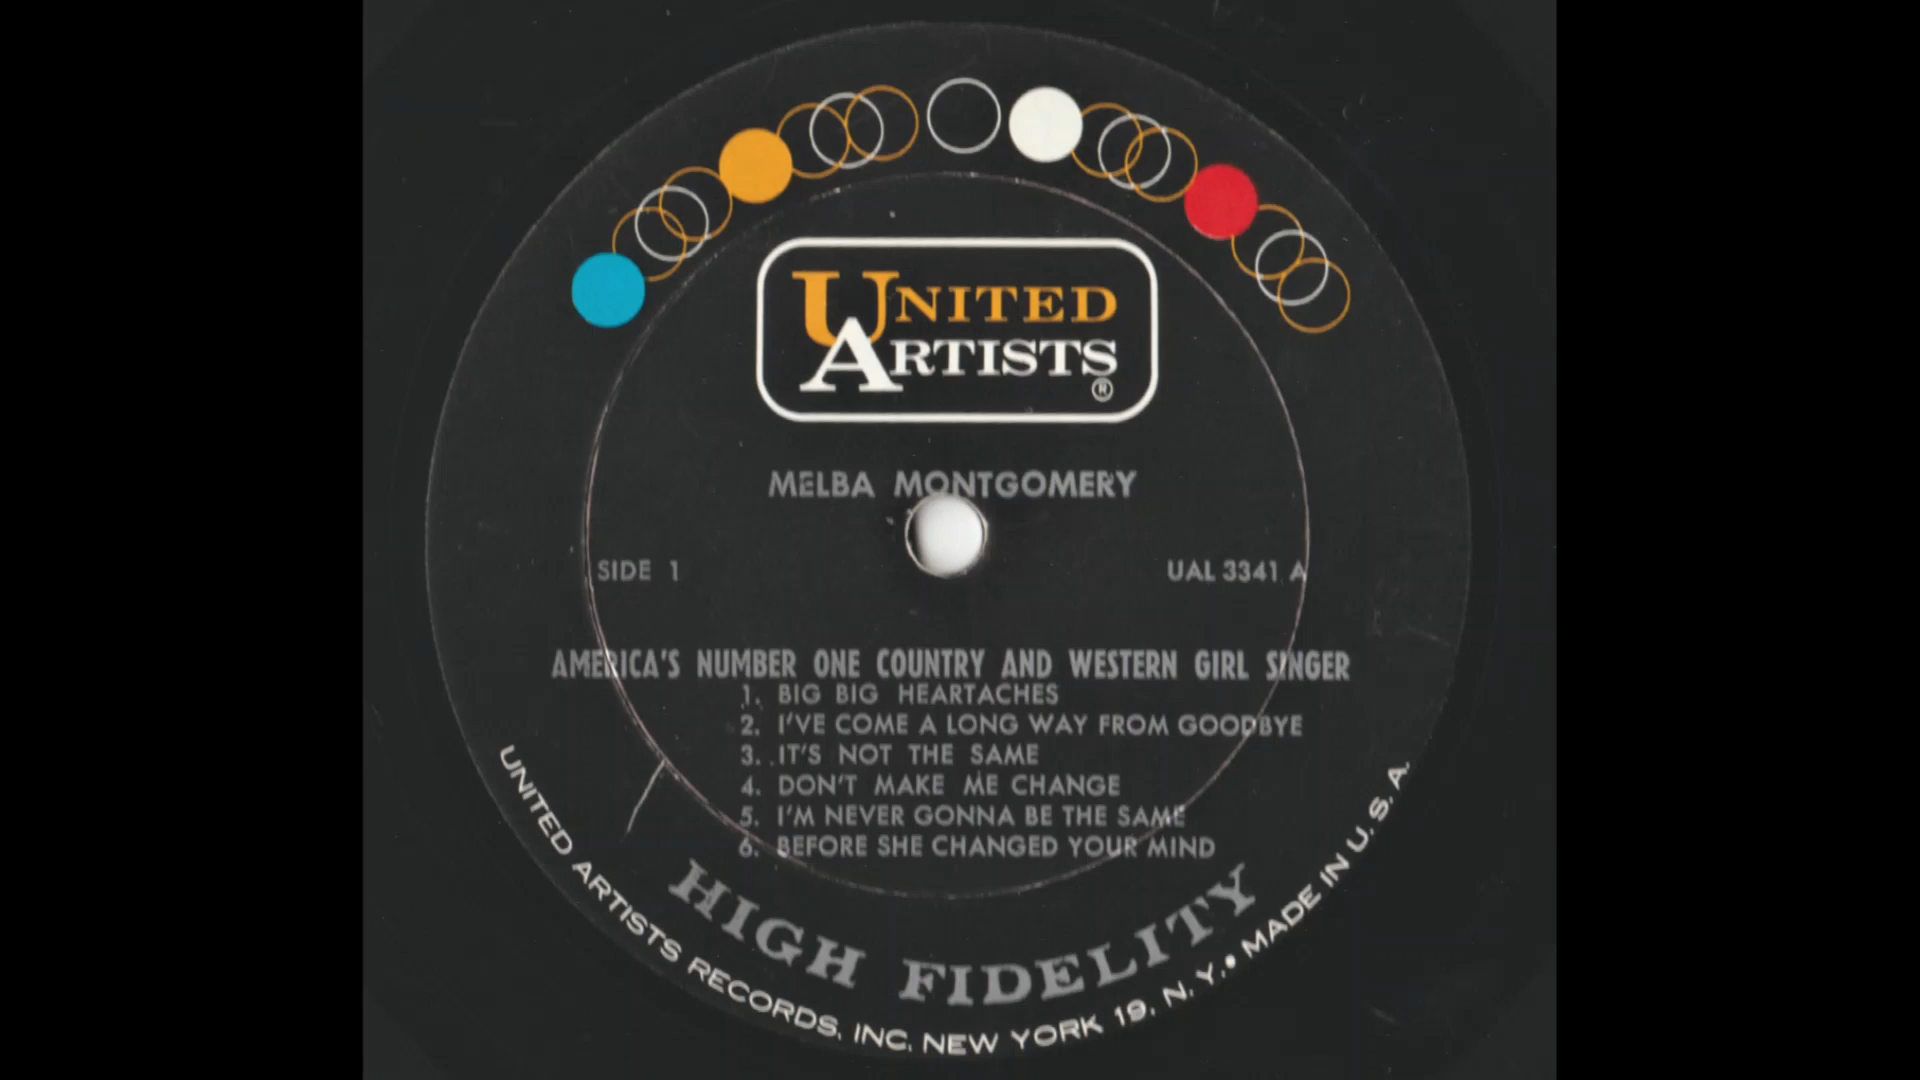 UNITED
ARTISTS
®
MELBA MONTGOMERY
SIDE 1
UAL 3341 A
AMERICA'S NUMBER ONE COUNTRY AND WESTERN GIRL SINGER
1. BIG BIG HEARTACHES
2. I'VE COME A LONG WAY FROM GOODBYE
3. IT'S NOT THE SAME
4. DON'T MAKE ME CHANGE
5. I'M NEVER GONNA BE THE SAME
6. BEFORE SHE CHANGED YOUR MIND
HIGH FIDELITY
UNITED ARTISTS RECORDS, INC. NEW YORK 19, N. Y. • MADE IN U. S. A.